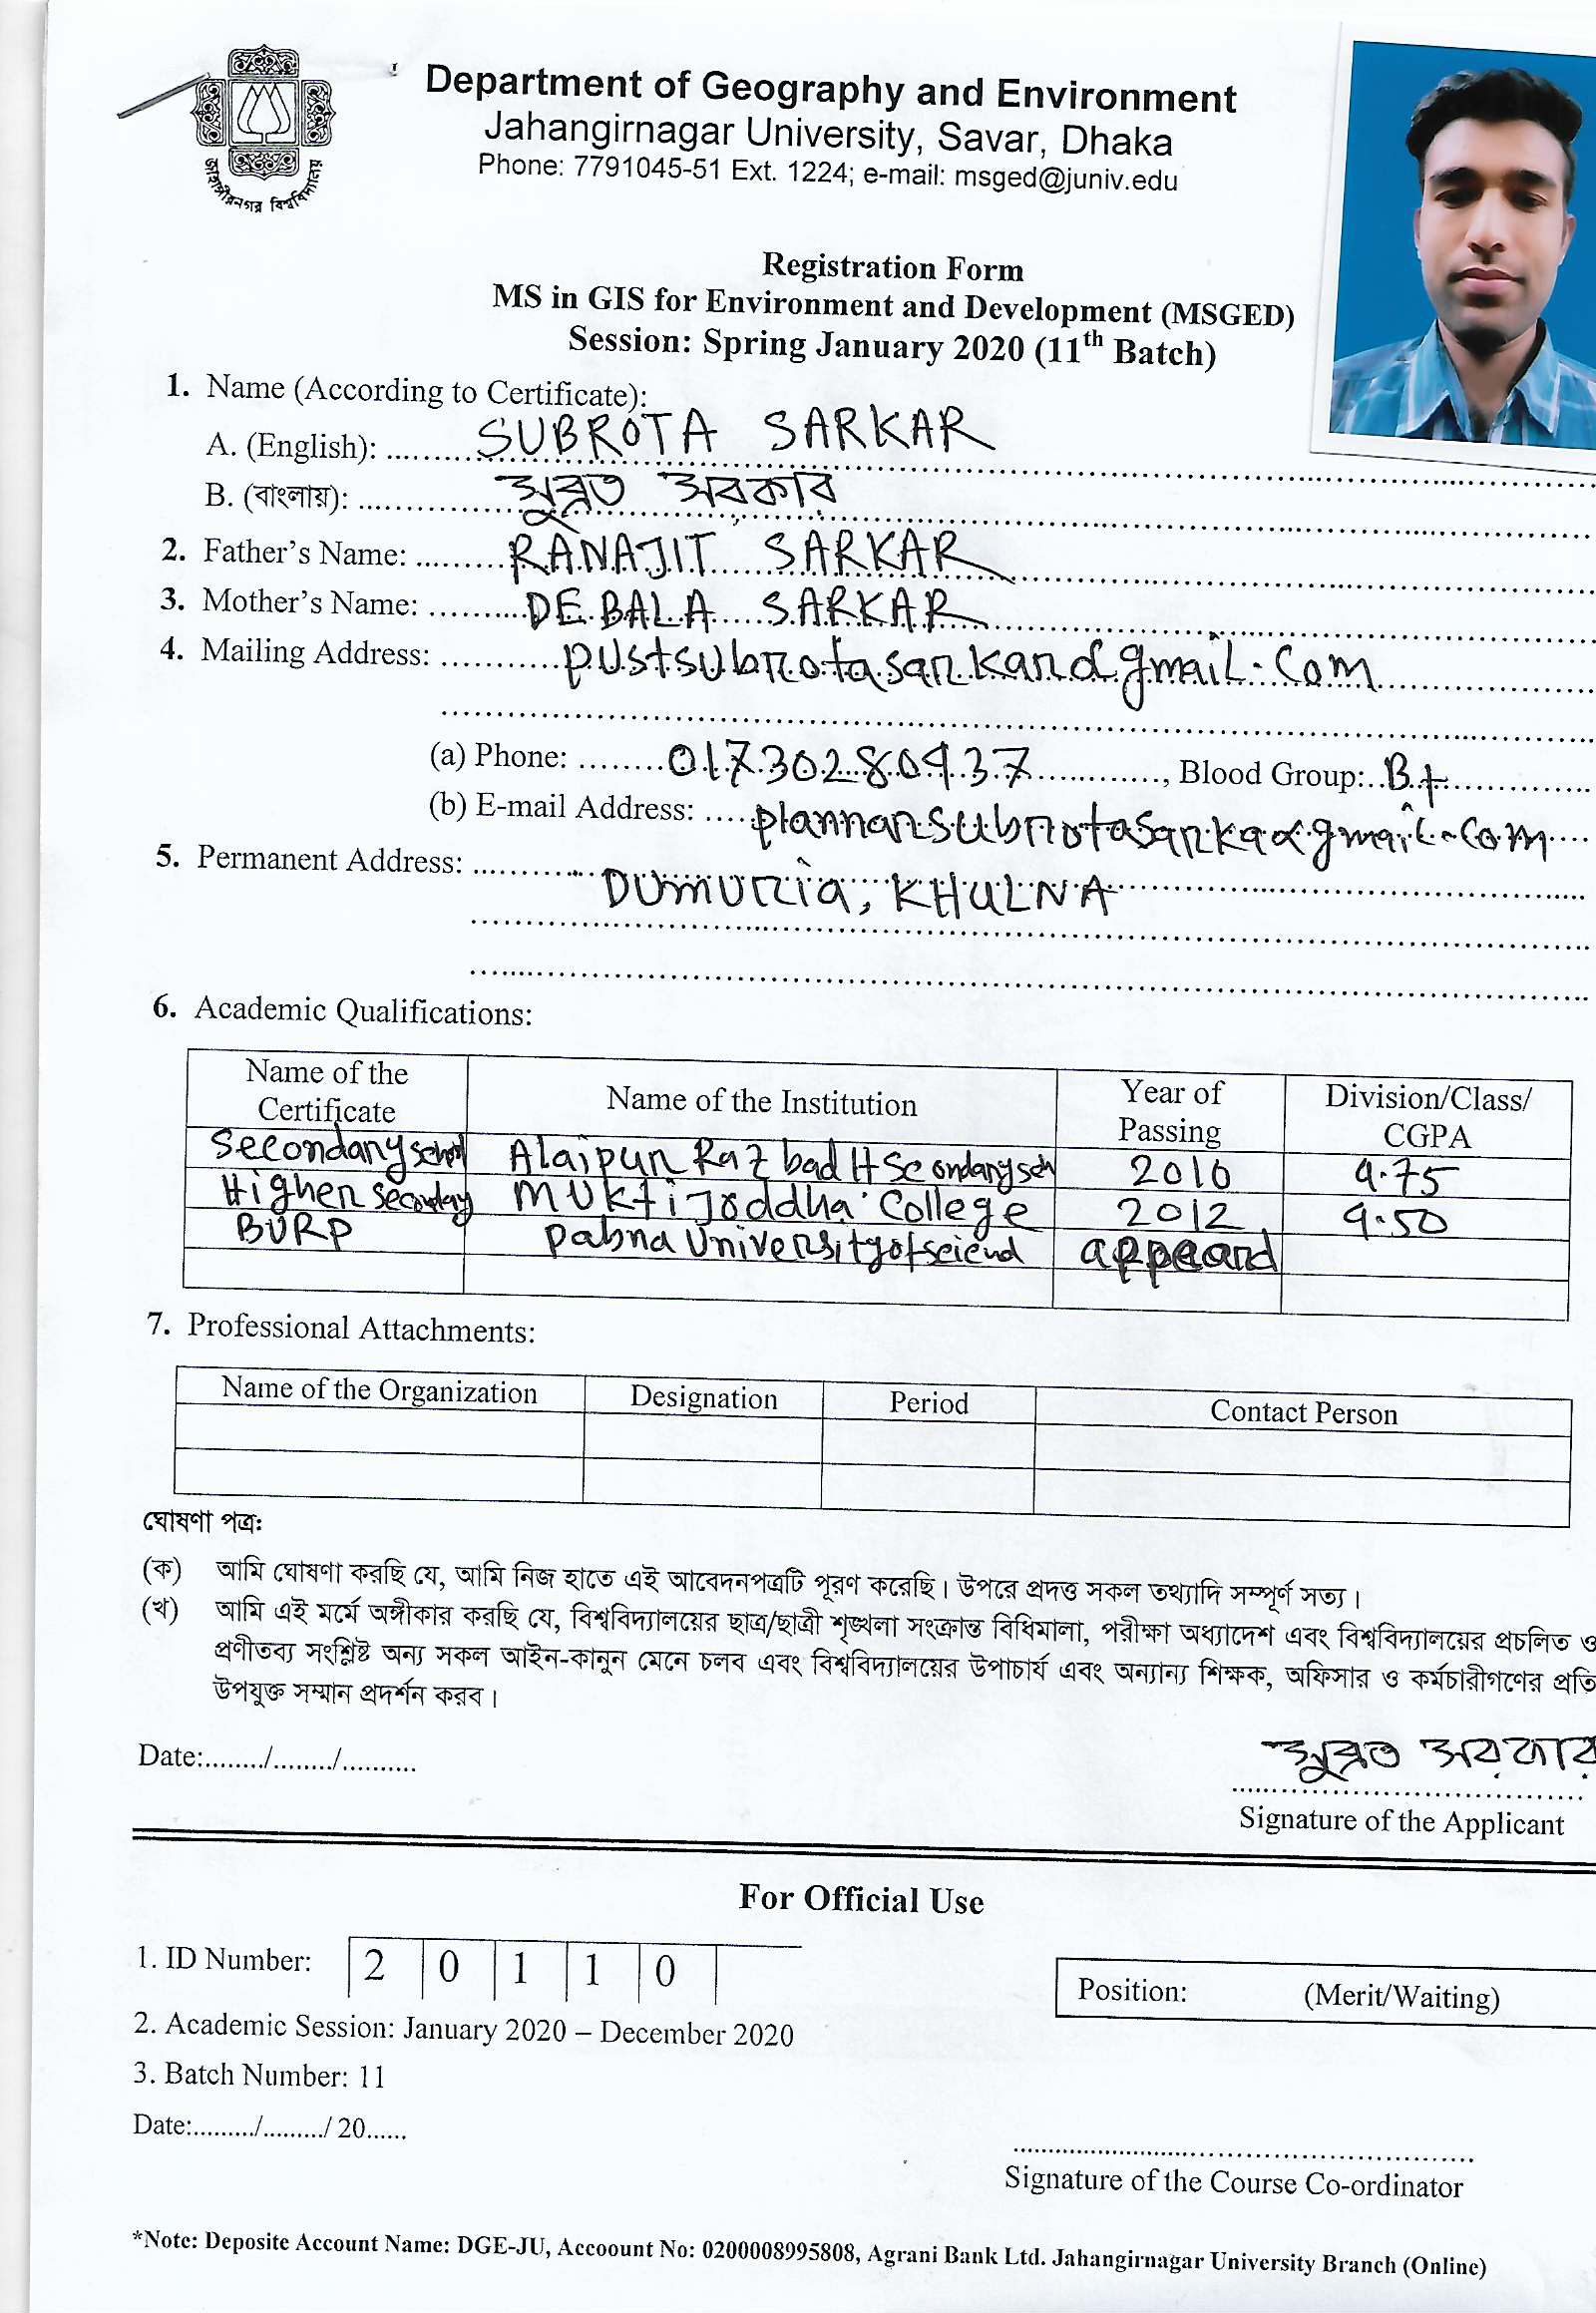 জাহাঙ্গীরনগর বিশ্ববিদ্যালয়
Department of Geography and Environment
Jahangirnagar University, Savar, Dhaka
Phone: 7791045-51 Ext. 1224; e-mail: msged@juniv.edu
Registration Form
MS in GIS for Environment and Development (MSGED)
Session: Spring January 2020 (11th Batch)
1. Name (According to Certificate):
A. (English): SUBROTA SARKAR
B. (বাংলায়): সুব্রত সরকার
2. Father's Name: RANAJIT SARKAR
3. Mother's Name: DEBALA SARKAR
4. Mailing Address: pustsubrotasarkar@gmail.com
(a) Phone: 01730280937, Blood Group: B+
(b) E-mail Address: plannarsubrotasarka@gmail.com
5. Permanent Address: DUMURIA, KHULNA
6. Academic Qualifications:
Name of the Certificate Name of the Institution Year of Passing Division/Class/CGPA
Secondary school Alaipur Raz bad H Secondary sch 2010 4.75
Higher Secondary Muktijoddha College 2012 4.50
BURP Pabna University of sciend appeard
7. Professional Attachments:
Name of the Organization Designation Period Contact Person
ঘোষণা পত্র:
(ক) আমি ঘোষণা করছি যে, আমি নিজ হাতে এই আবেদনপত্রটি পূরণ করেছি। উপরে প্রদত্ত সকল তথ্যাদি সম্পূর্ণ সত্য।
(খ) আমি এই মর্মে অঙ্গীকার করছি যে, বিশ্ববিদ্যালয়ের ছাত্র/ছাত্রী শৃঙ্খলা সংক্রান্ত বিধিমালা, পরীক্ষা অধ্যাদেশ এবং বিশ্ববিদ্যালয়ের প্রচলিত ও
প্রণীতব্য সংশ্লিষ্ট অন্য সকল আইন-কানুন মেনে চলব এবং বিশ্ববিদ্যালয়ের উপাচার্য এবং অন্যান্য শিক্ষক, অফিসার ও কর্মচারীগণের প্রতি
উপযুক্ত সম্মান প্রদর্শন করব।
সুব্রত সরকার
Date:......../......../..........
Signature of the Applicant
For Official Use
1. ID Number: 2 0 1 1 0
Position: (Merit/Waiting)
2. Academic Session: January 2020 – December 2020
3. Batch Number: 11
Date:........./........./ 20......
Signature of the Course Co-ordinator
*Note: Deposite Account Name: DGE-JU, Accoount No: 0200008995808, Agrani Bank Ltd. Jahangirnagar University Branch (Online)